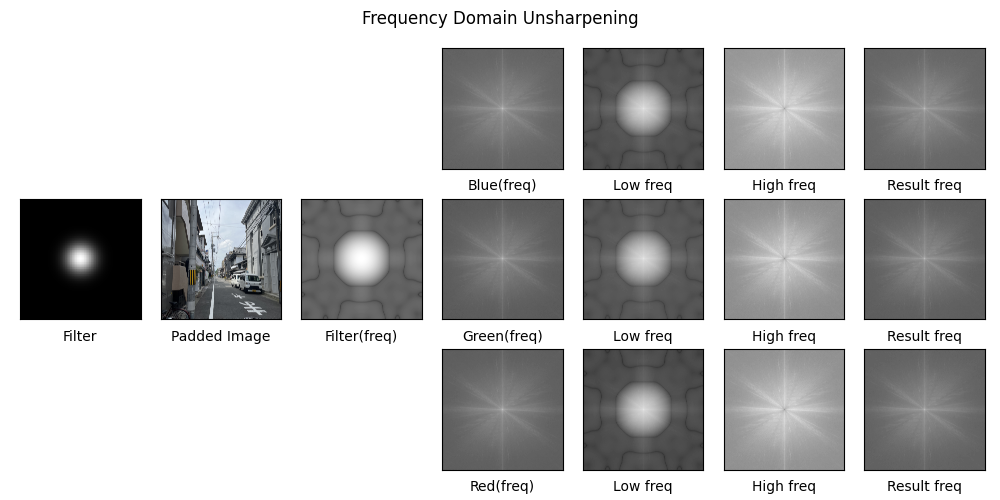 Frequency Domain Unsharpening
Blue(freq)
Low freq
High freq
Result freq
Filter
Padded Image
Filter(freq)
Green(freq)
Low freq
High freq
Result freq
Red(freq)
Low freq
High freq
Result freq